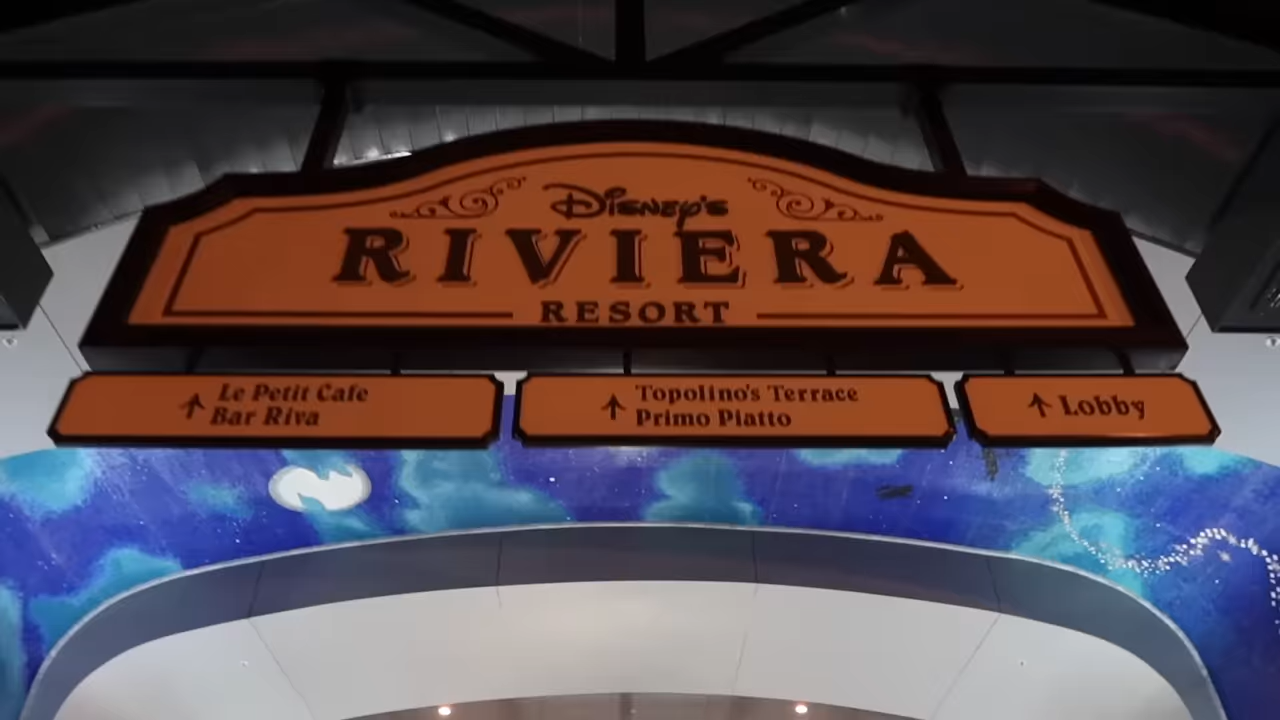 Disney's
RIVIERA
RESORT
Le Petit Cafe
Bar Riva
Topolino's Terrace
Primo Piatto
Lobby